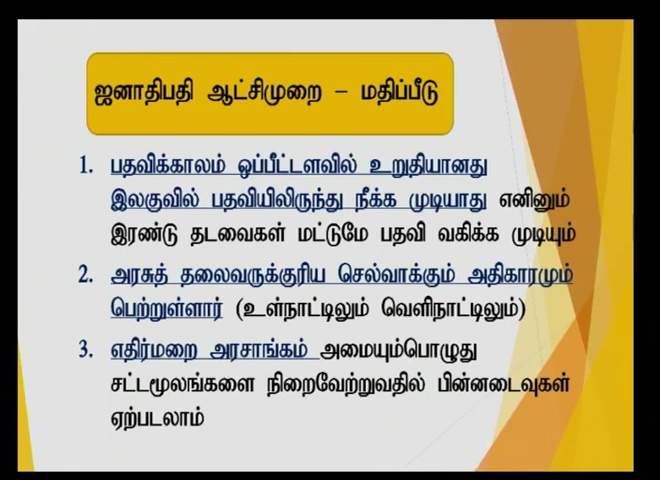 ஜனாதிபதி ஆட்சிமுறை – மதிப்பீடு
1. பதவிக்காலம் ஒப்பீட்டளவில் உறுதியானது
இலகுவில் பதவியிலிருந்து நீக்க முடியாது எனினும்
இரண்டு தடவைகள் மட்டுமே பதவி வகிக்க முடியும்
2. அரசுத் தலைவருக்குரிய செல்வாக்கும் அதிகாரமும்
பெற்றுள்ளார் (உள்நாட்டிலும் வெளிநாட்டிலும்)
3. எதிர்மறை அரசாங்கம் அமையும்பொழுது
சட்டமூலங்களை நிறைவேற்றுவதில் பின்னடைவுகள்
ஏற்படலாம்